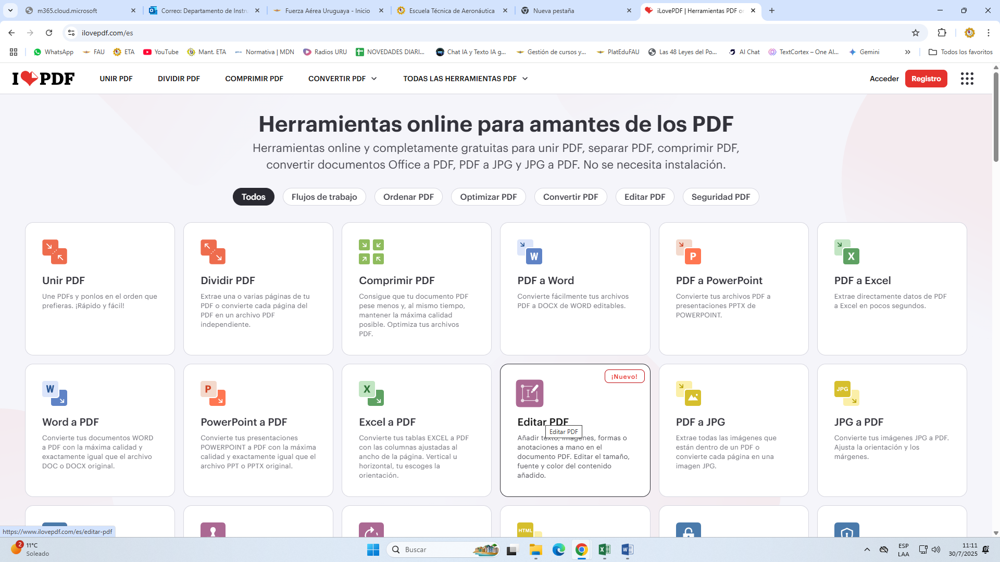 m365.cloud.microsoft
Correo: Departamento de Instru
Fuerza Aérea Uruguaya - Inicio
Escuela Técnica de Aeronáutica
Nueva pestaña
iLovePDF | Herramientas PDF o
ilovepdf.com/es
WhatsApp
FAU
ETA
YouTube
Mant. ETA
Normativa | MDN
Radios URU
NOVEDADES DIARI...
Chat IA y Texto IA g...
Gestión de cursos y...
PlatEduFAU
Las 48 Leyes del Po...
AI Chat
TextCortex – One AI...
Gemini
Todos los favoritos
I PDF
UNIR PDF
DIVIDIR PDF
COMPRIMIR PDF
CONVERTIR PDF
TODAS LAS HERRAMIENTAS PDF
Acceder
Registro
Herramientas online para amantes de los PDF
Herramientas online y completamente gratuitas para unir PDF, separar PDF, comprimir PDF,
convertir documentos Office a PDF, PDF a JPG y JPG a PDF. No se necesita instalación.
Todos
Flujos de trabajo
Ordenar PDF
Optimizar PDF
Convertir PDF
Editar PDF
Seguridad PDF
Unir PDF
Une PDFs y ponlos en el orden que
prefieras. ¡Rápido y fácil!
Dividir PDF
Extrae una o varias páginas de tu
PDF o convierte cada página del
PDF en un archivo PDF
independiente.
Comprimir PDF
Consigue que tu documento PDF
pese menos y, al mismo tiempo,
mantener la máxima calidad
posible. Optimiza tus archivos
PDF.
W
PDF a Word
Convierte fácilmente tus archivos
PDF a DOCX de WORD editables.
P
PDF a PowerPoint
Convierte tus archivos PDF a
presentaciones PPTX de
POWERPOINT.
X
PDF a Excel
Extrae directamente datos de PDF
a Excel en pocos segundos.
W
Word a PDF
Convierte tus documentos WORD
a PDF con la máxima calidad y
exactamente igual que el archivo
DOC o DOCX original.
P
PowerPoint a PDF
Convierte tus presentaciones
POWERPOINT a PDF con la máxima
calidad y exactamente igual que el
archivo PPT o PPTX original.
X
Excel a PDF
Convierte tus tablas EXCEL a PDF
con las columnas ajustadas al
ancho de la página. Vertical u
horizontal, tu escoges la
orientación.
¡Nuevo!
Editar PDF
Editar PDF
Añadir texto, imágenes, formas o
anotaciones a mano en el
documento PDF. Editar el tamaño,
fuente y color del contenido
añadido.
PDF a JPG
Extrae todas las imágenes que
están dentro de un PDF o
convierte cada página en una
imagen JPG.
JPG
JPG a PDF
Convierte tus imágenes JPG a PDF.
Ajusta la orientación y los
márgenes.
HTML
https://www.ilovepdf.com/es/editar-pdf
2
11°C
Soleado
Buscar
ESP
LAA
11:11
30/7/2025